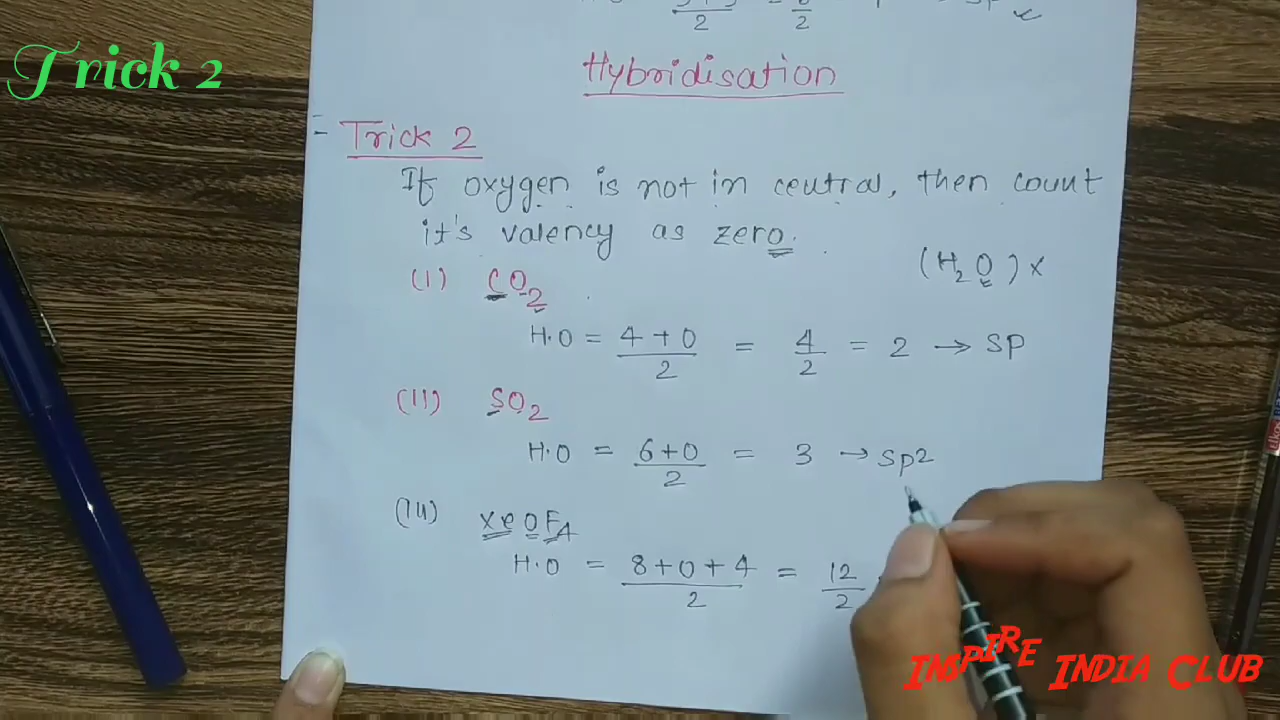 Trick 2
Hybridisation
Trick 2
If oxygen is not in central, then count
it's valency as zero.
(H2O) x
(I) CO2
H.O = 4+0/2 = 4/2 = 2 → SP
(II) SO2
H.O = 6+0/2 = 3 → SP2
XeOF4
H.O = 8+0+4/2 = 12/2
INSPIRE INDIA CLUB